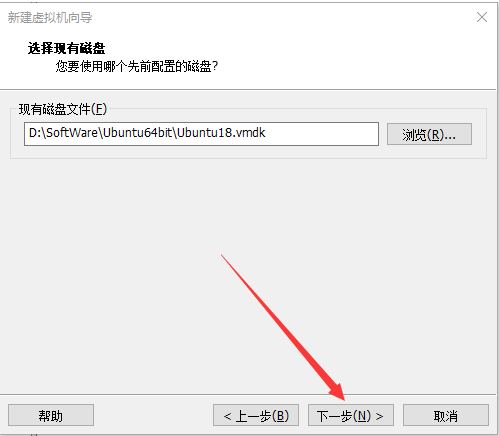 新建虚拟机向导
选择现有磁盘
您要使用哪个先前配置的磁盘?
现有磁盘文件(F)
D:\SoftWare\Ubuntu64bit\Ubuntu18.vmdk
浏览(R)...
帮助
< 上一步(B)
下一步(N) >
取消